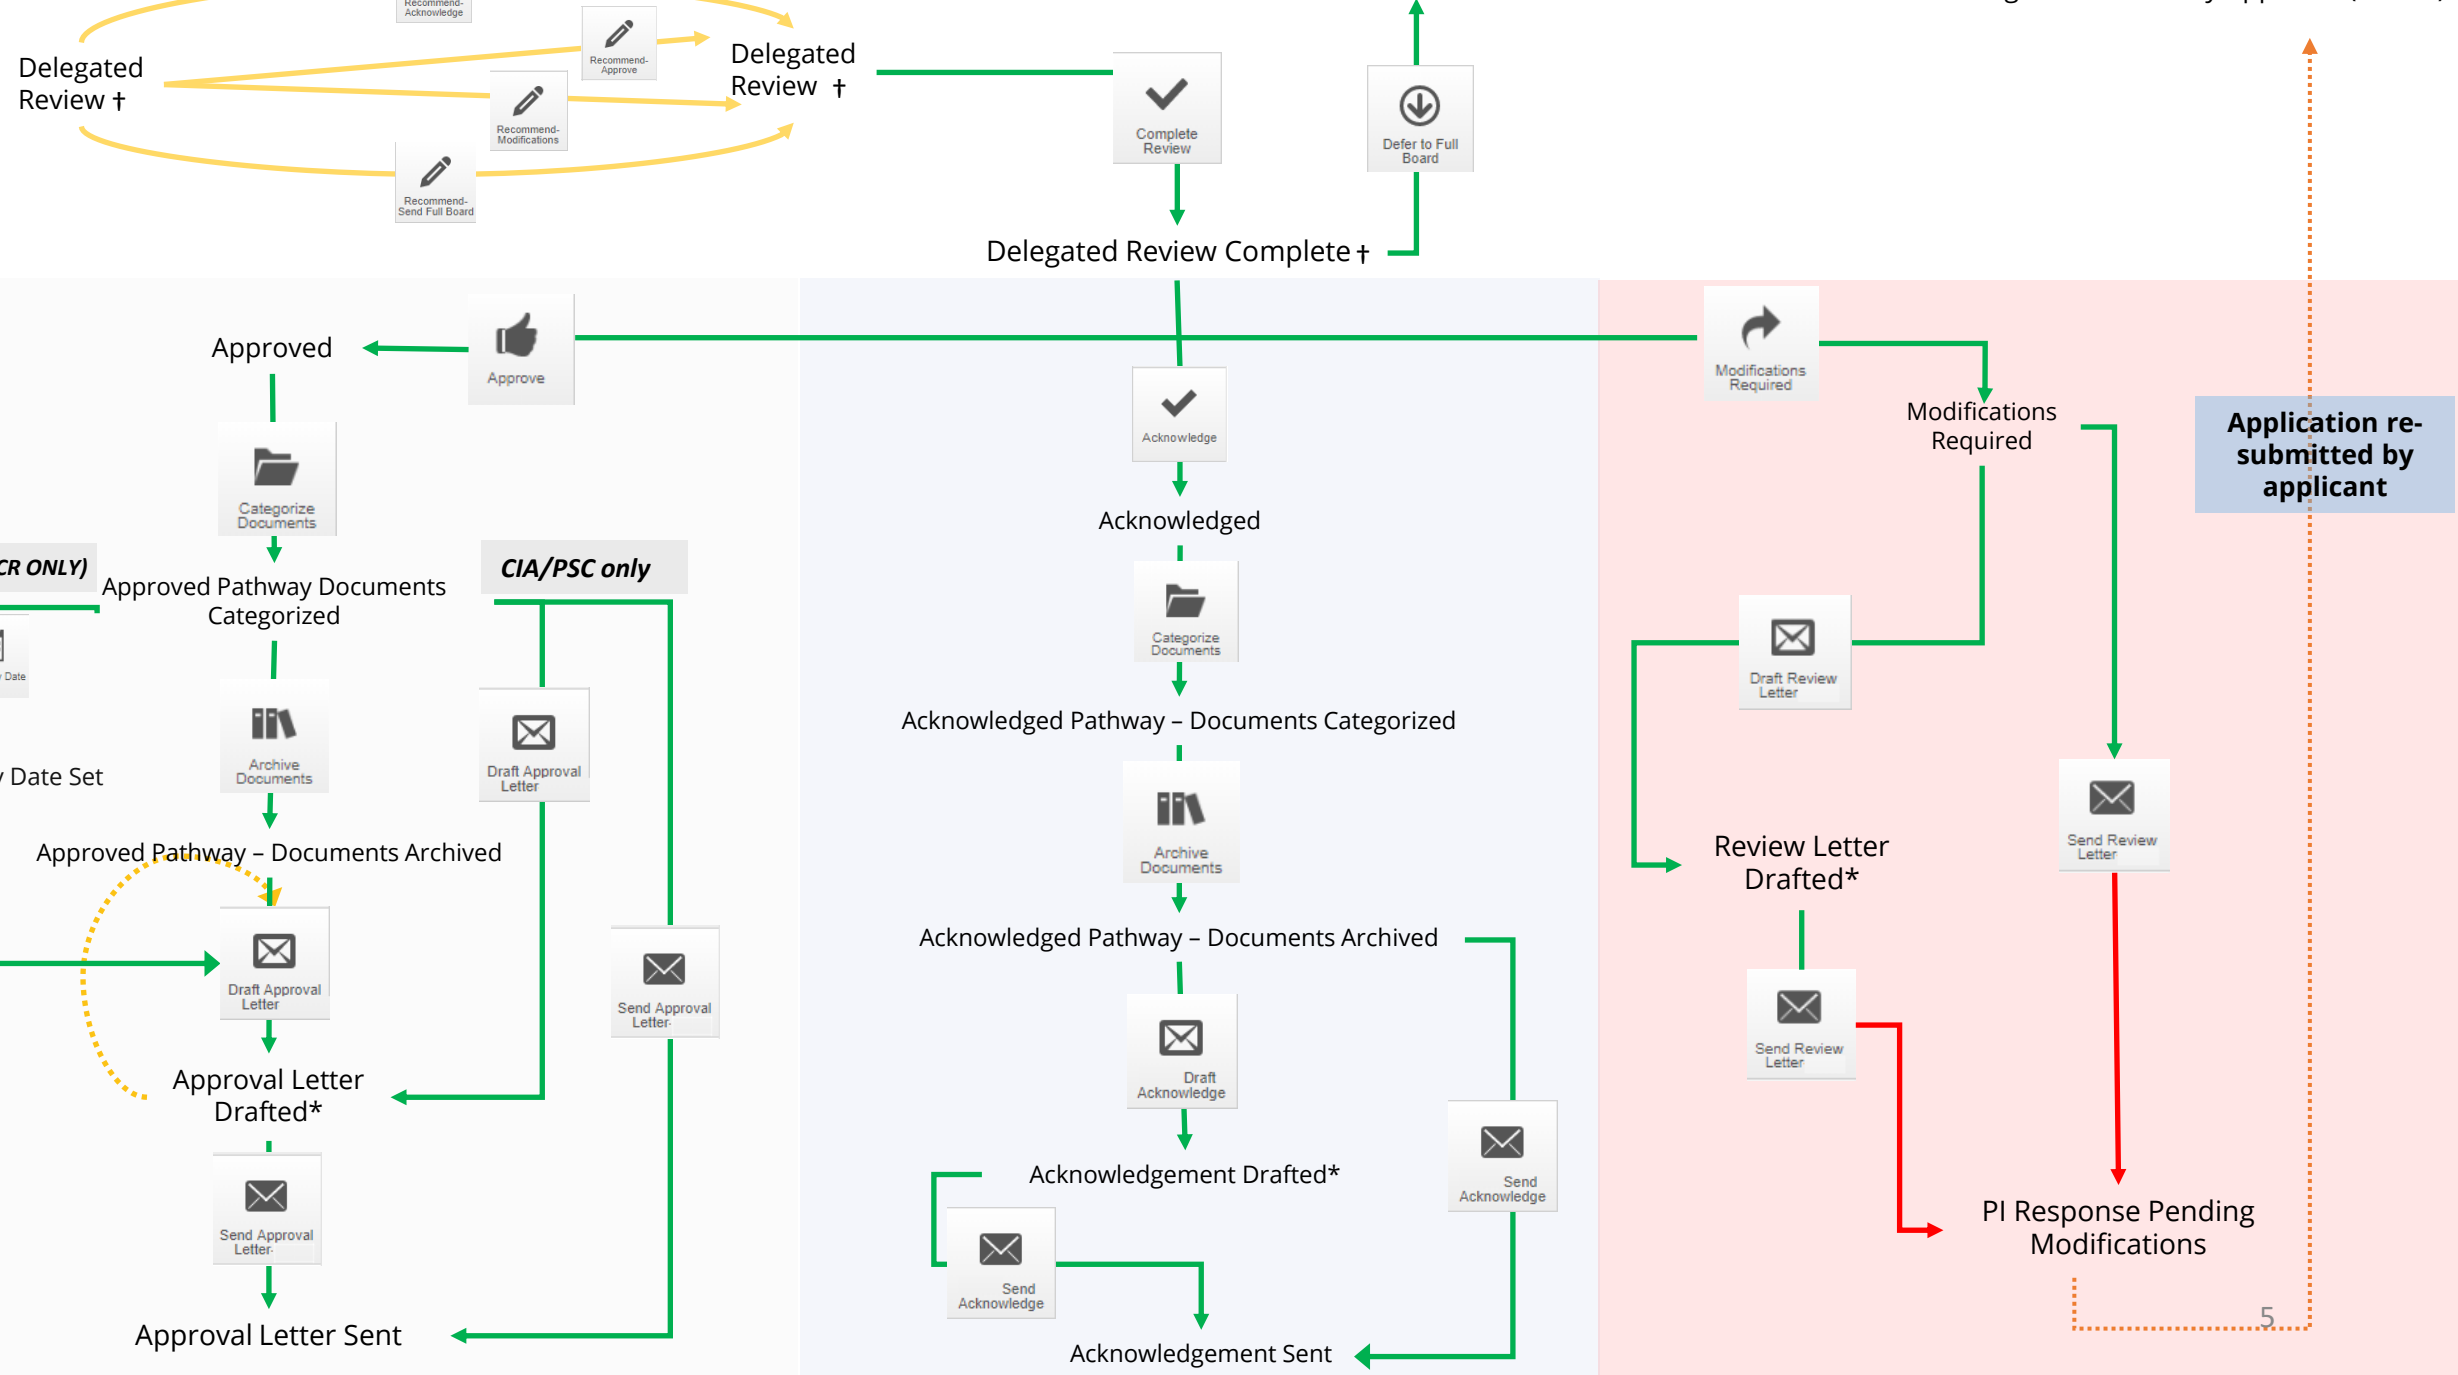 Recommend-
Acknowledge
Delegated
Review †
Recommend-
Approve
Recommend-
Modifications
Recommend-
Send Full Board
Delegated
Review †
Complete
Review
Defer to Full
Board
Delegated Review Complete †
Approved
Approve
Categorize
Documents
CR ONLY)
Approved Pathway Documents
Categorized
CIA/PSC only
Date
Archive
Documents
Draft Approval
Letter
Date Set
Approved Pathway – Documents Archived
Draft Approval
Letter
Send Approval
Letter
Approval Letter
Drafted*
Send Approval
Letter
Approval Letter Sent
Acknowledge
Acknowledged
Categorize
Documents
Acknowledged Pathway – Documents Categorized
Archive
Documents
Acknowledged Pathway – Documents Archived
Draft
Acknowledge
Acknowledgement Drafted*
Send
Acknowledge
Send
Acknowledge
Acknowledgement Sent
Modifications
Required
Modifications
Required
Application re-
submitted by
applicant
Draft Review
Letter
Review Letter
Drafted*
Send Review
Letter
Send Review
Letter
PI Response Pending
Modifications
5